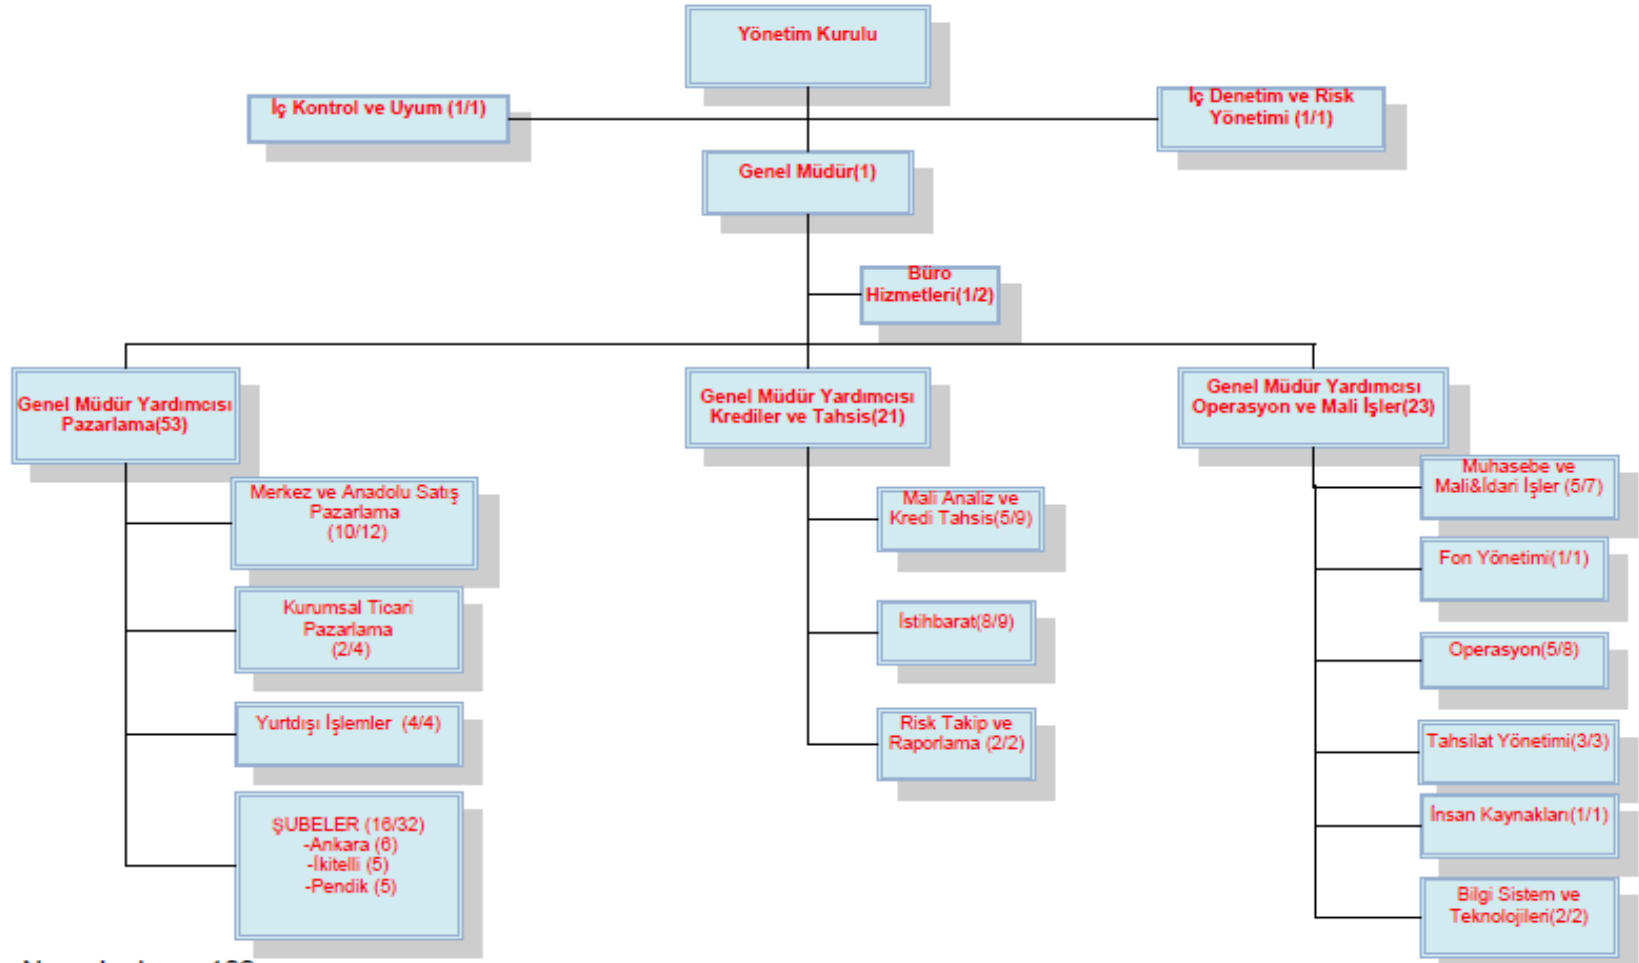 Yönetim Kurulu
İç Kontrol ve Uyum (1/1)
İç Denetim ve Risk
Yönetimi (1/1)
Genel Müdür(1)
Büro
Hizmetleri(1/2)
Genel Müdür Yardımcısı
Pazarlama(53)
Genel Müdür Yardımcısı
Krediler ve Tahsis(21)
Genel Müdür Yardımcısı
Operasyon ve Mali İşler(23)
Merkez ve Anadolu Satış
Pazarlama
(10/12)
Kurumsal Ticari
Pazarlama
(2/4)
Yurtdışı İşlemler (4/4)
ŞUBELER (16/32)
-Ankara (6)
-İkitelli (5)
-Pendik (5)
Mali Analiz ve
Kredi Tahsis(5/9)
İstihbarat(8/9)
Risk Takip ve
Raporlama (2/2)
Muhasebe ve
Mali&İdari İşler (5/7)
Fon Yönetimi(1/1)
Operasyon(5/8)
Tahsilat Yönetimi(3/3)
İnsan Kaynakları(1/1)
Bilgi Sistem ve
Teknolojileri(2/2)